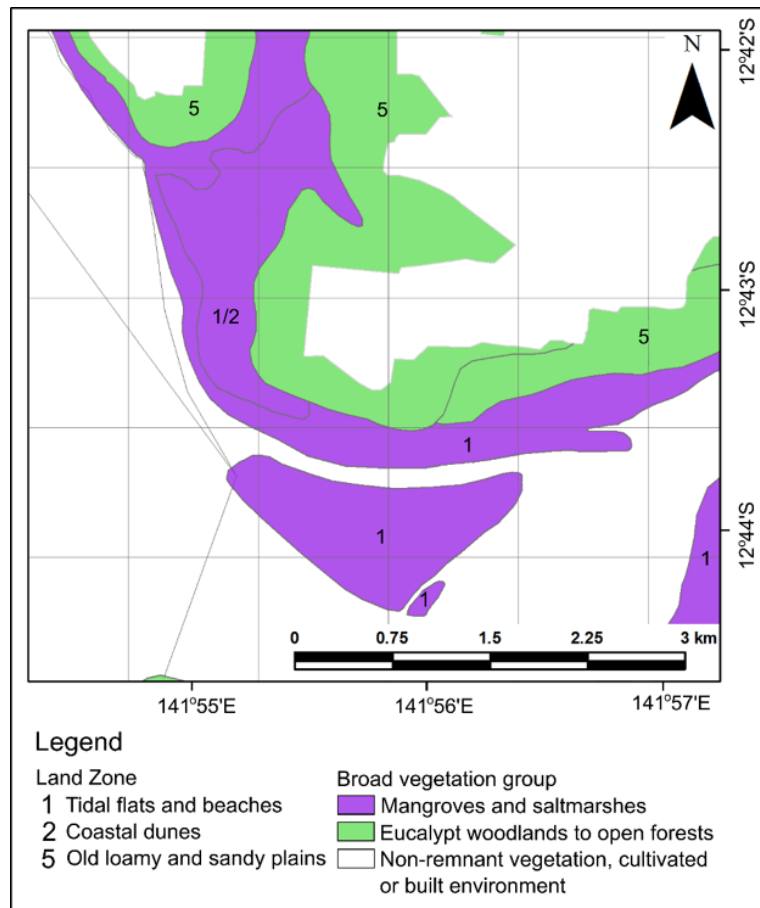 N
12°42'S
5
5
12°43'S
1/2
5
1
1
1
12°44'S
1
0 0.75 1.5 2.25 3 km
141°55'E 141°56'E 141°57'E
Legend
Land Zone
1 Tidal flats and beaches
2 Coastal dunes
5 Old loamy and sandy plains
Broad vegetation group
Mangroves and saltmarshes
Eucalypt woodlands to open forests
Non-remnant vegetation, cultivated
or built environment